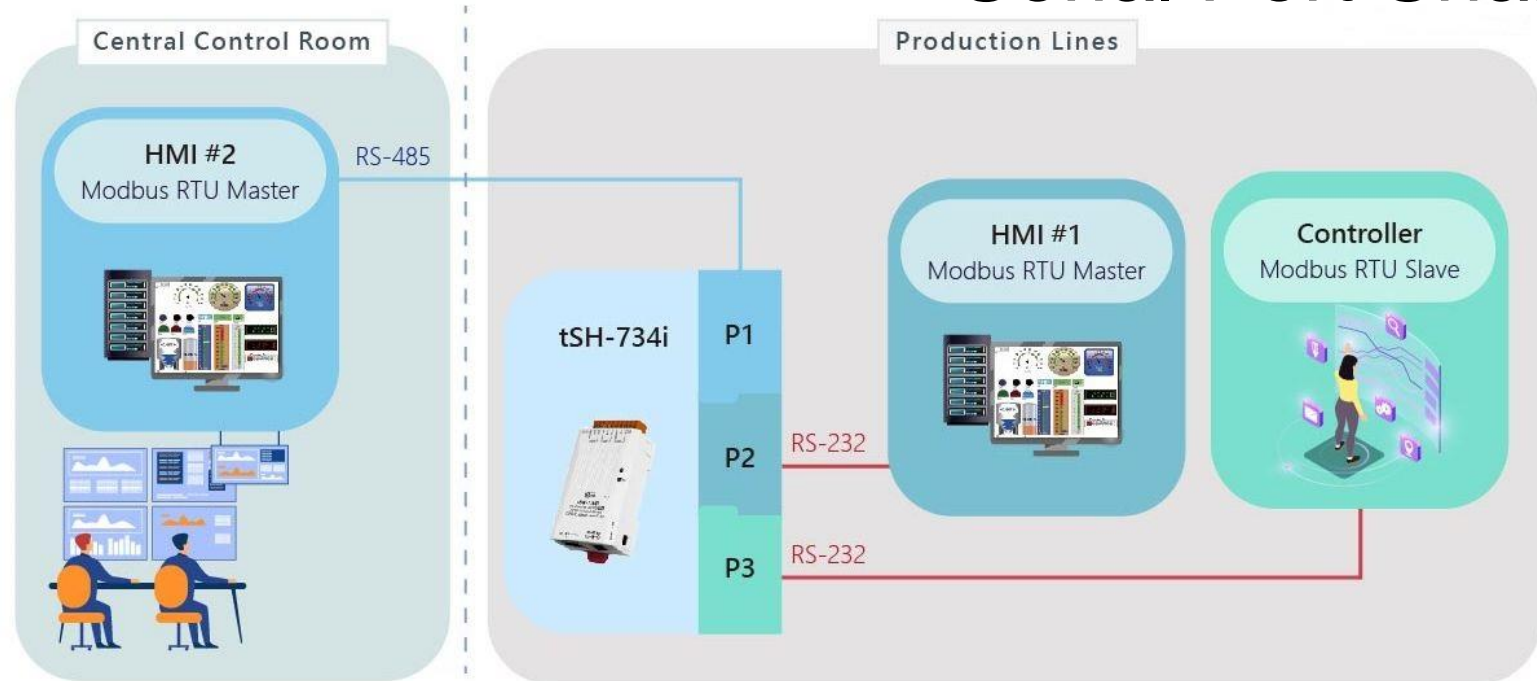 Central Control Room
Production Lines
HMI #2
Modbus RTU Master
RS-485
HMI #1
Modbus RTU Master
Controller
Modbus RTU Slave
tSH-734i
P1
P2
RS-232
P3
RS-232